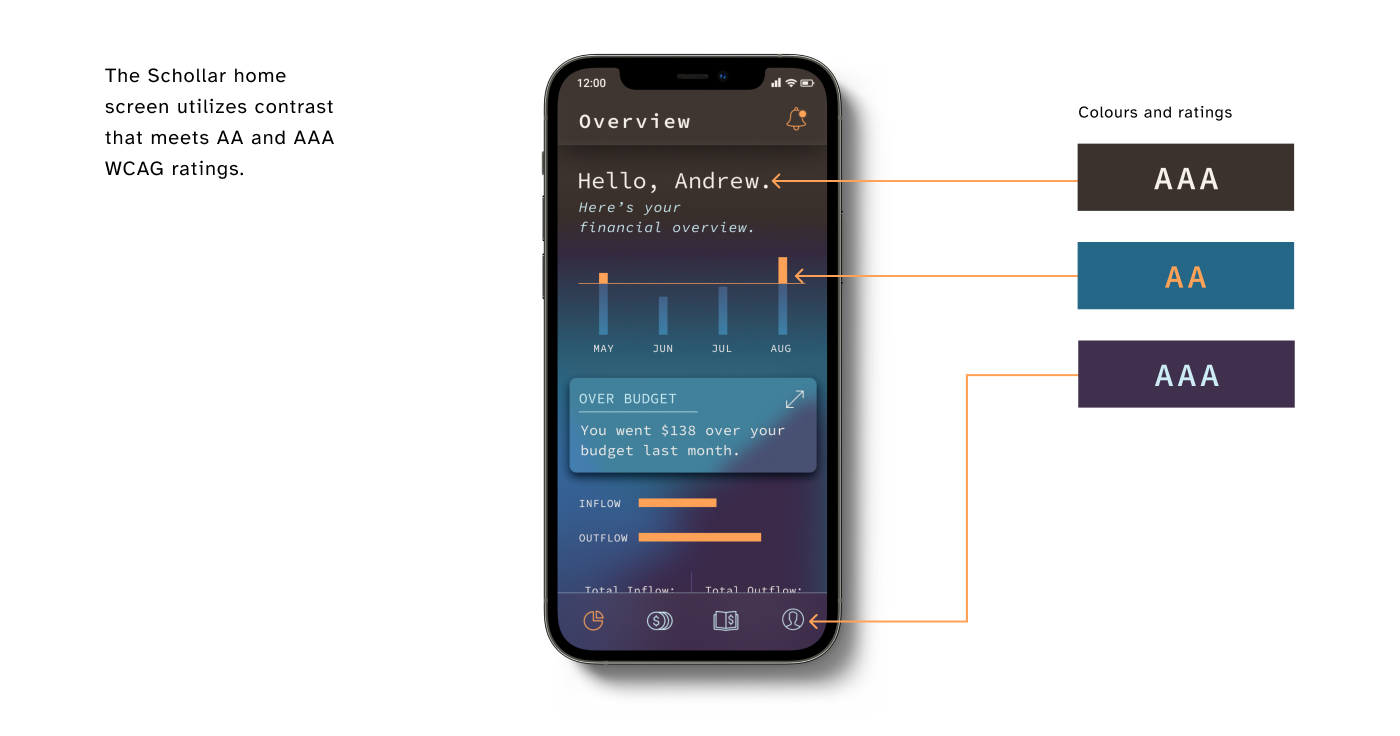 The Schollar home
screen utilizes contrast
that meets AA and AAA
WCAG ratings.
12:00
Overview
Hello, Andrew.
Here’s your
financial overview.
MAY JUN JUL AUG
OVER BUDGET
You went $138 over your
budget last month.
INFLOW
OUTFLOW
Total Inflow: Total Outflow:
$ $
Colours and ratings
AAA
AA
AAA